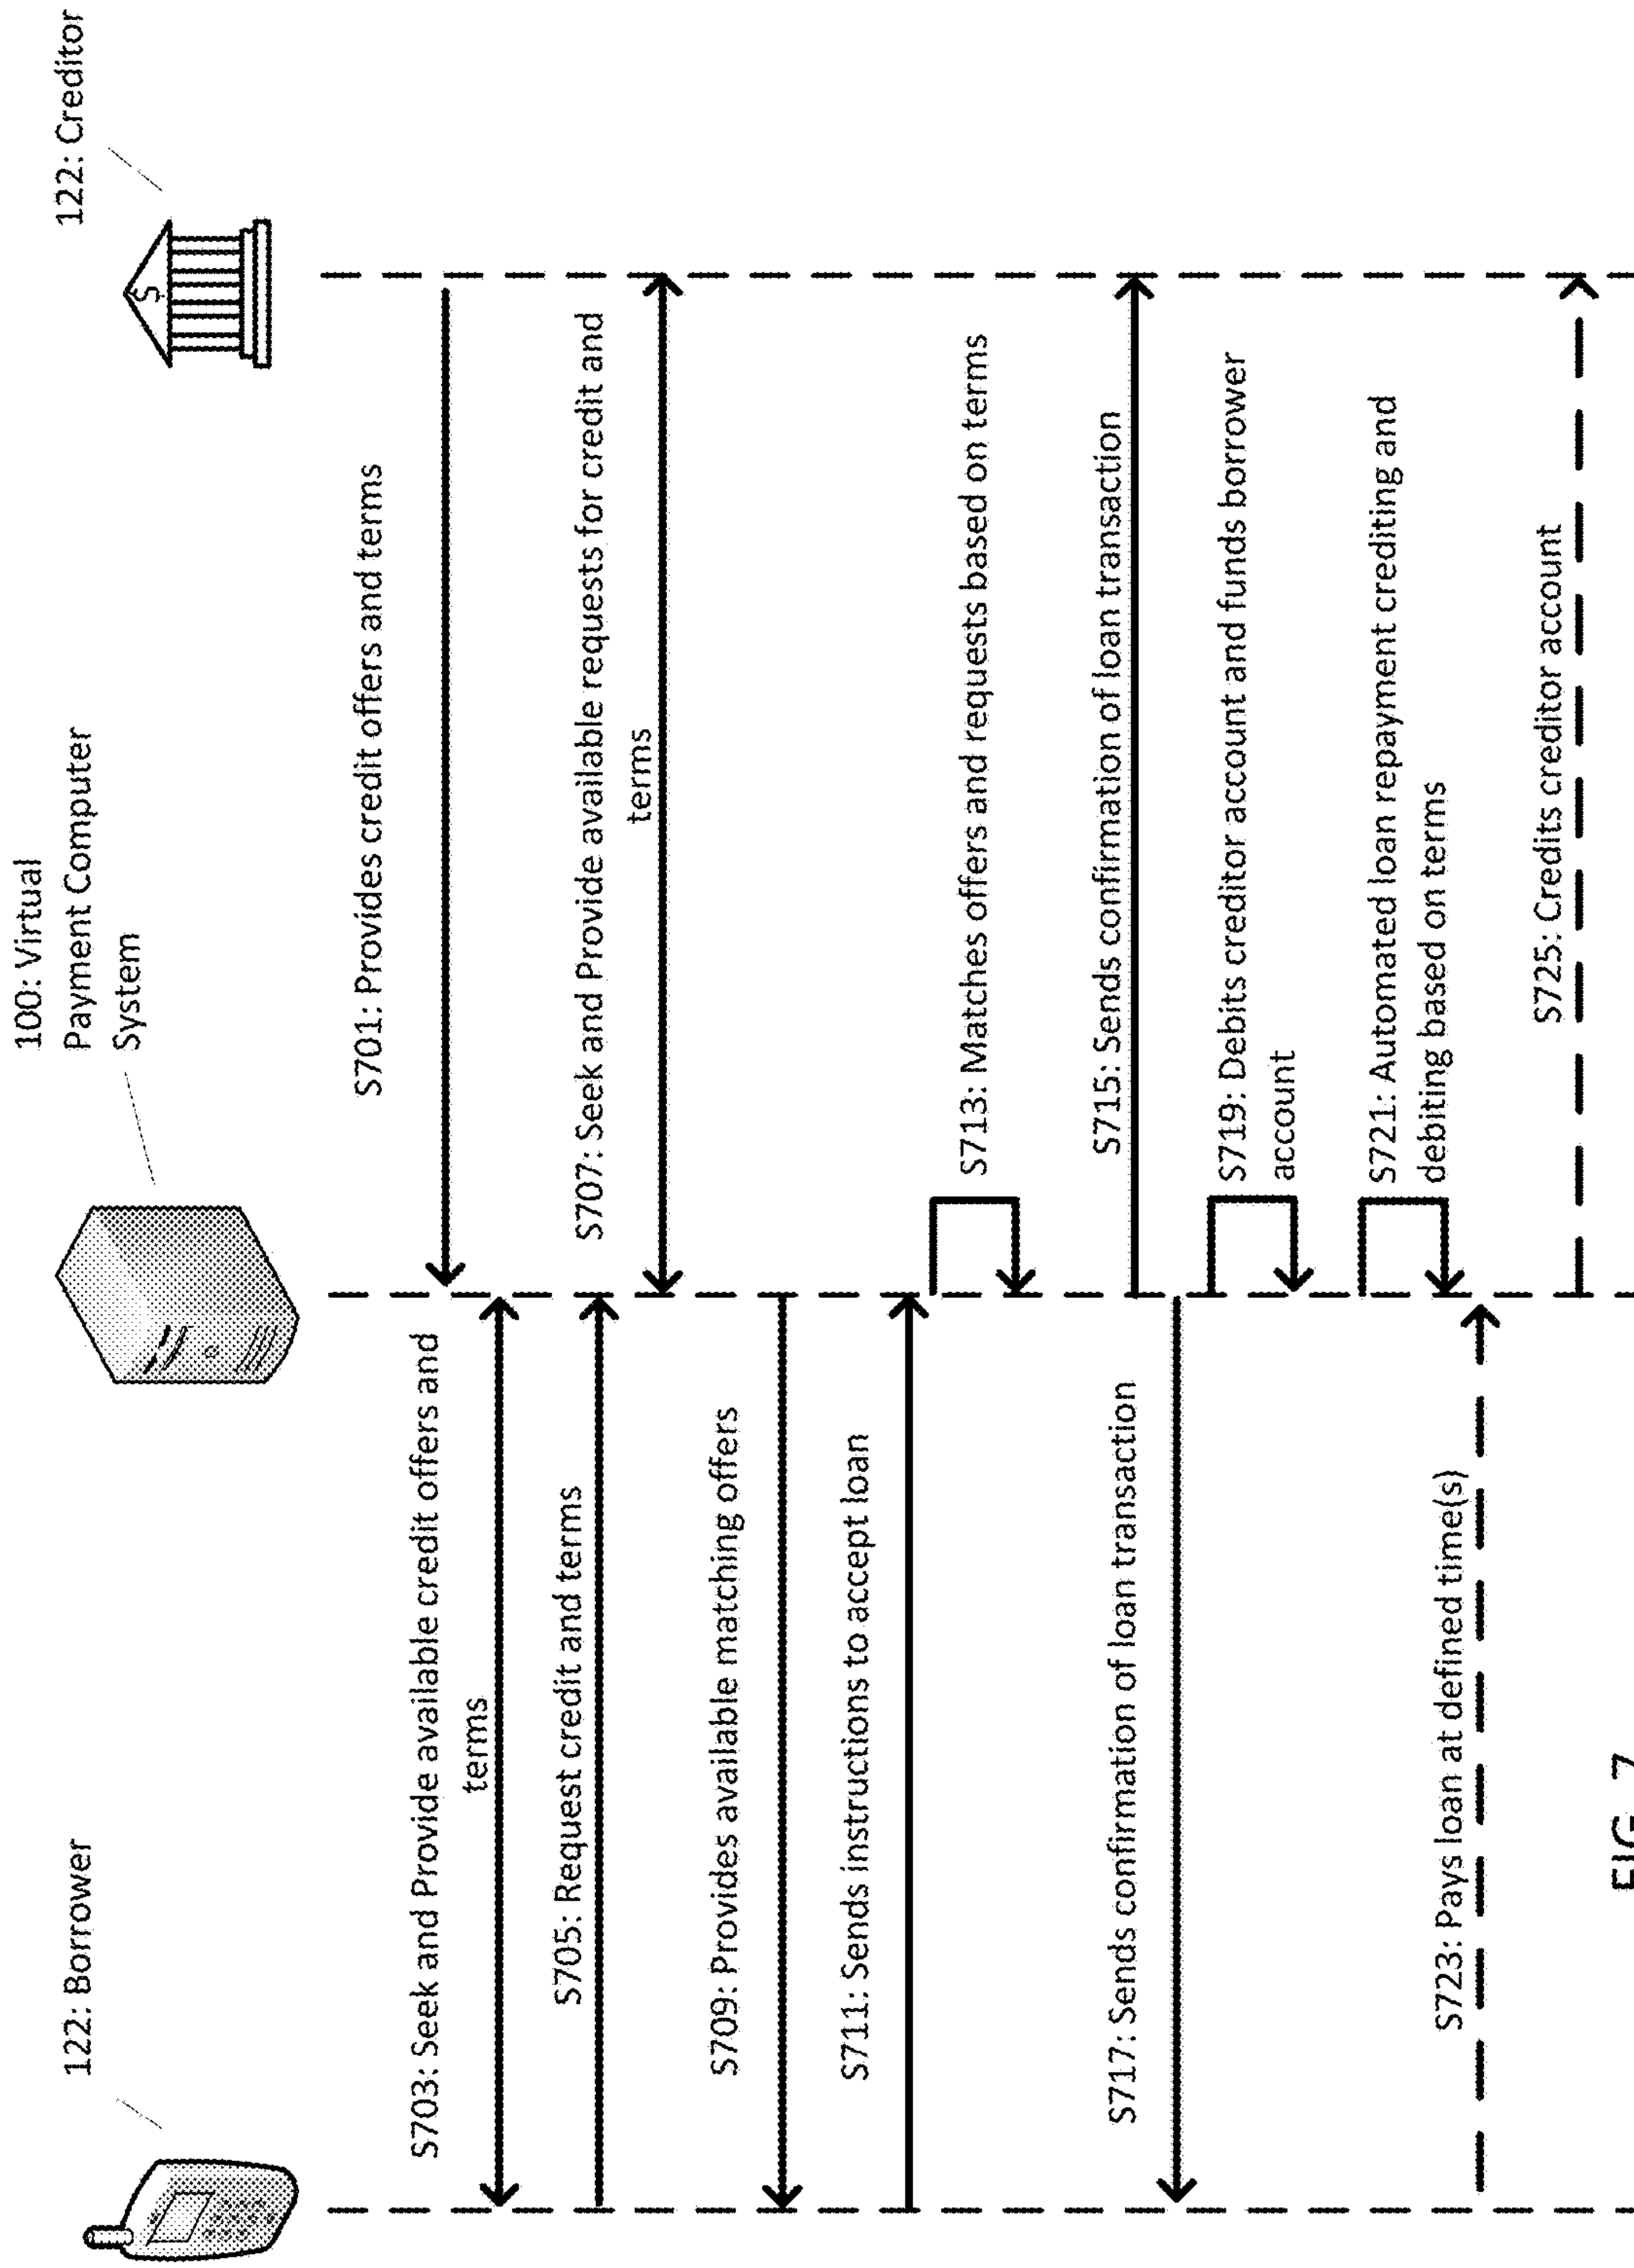 122: Borrower
100: Virtual
Payment Computer
System
122: Creditor
S701: Provides credit offers and terms
S703: Seek and Provide available credit offers and
terms
S705: Request credit and terms
S707: Seek and Provide available requests for credit and
terms
S709: Provides available matching offers
S711: Sends instructions to accept loan
S713: Matches offers and requests based on terms
S715: Sends confirmation of loan transaction
S717: Sends confirmation of loan transaction
S719: Debits creditor account and funds borrower
account
S721: Automated loan repayment crediting and
debiting based on terms
S723: Pays loan at defined time(s)
S725: Credits creditor account
FIG. 7
$